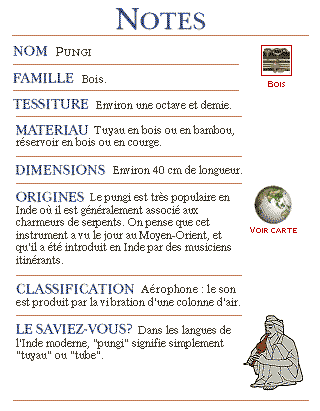 NOTES
NOM PUNGI
BOIS
FAMILLE Bois.
TESSITURE Environ une octave et demie.
MATERIAU Tuyau en bois ou en bambou,
réservoir en bois ou en courge.
DIMENSIONS Environ 40 cm de longueur.
ORIGINES Le pungi est très populaire en
Inde où il est généralement associé aux
charmeurs de serpents. On pense que cet
instrument a vu le jour au Moyen-Orient, et
qu'il a été introduit en Inde par des musiciens
itinérants.
VOIR CARTE
CLASSIFICATION Aérophone : le son
est produit par la vibration d'une colonne d'air.
LE SAVIEZ-VOUS? Dans les langues de
l'Inde moderne, "pungi" signifie simplement
"tuyau" ou "tube".